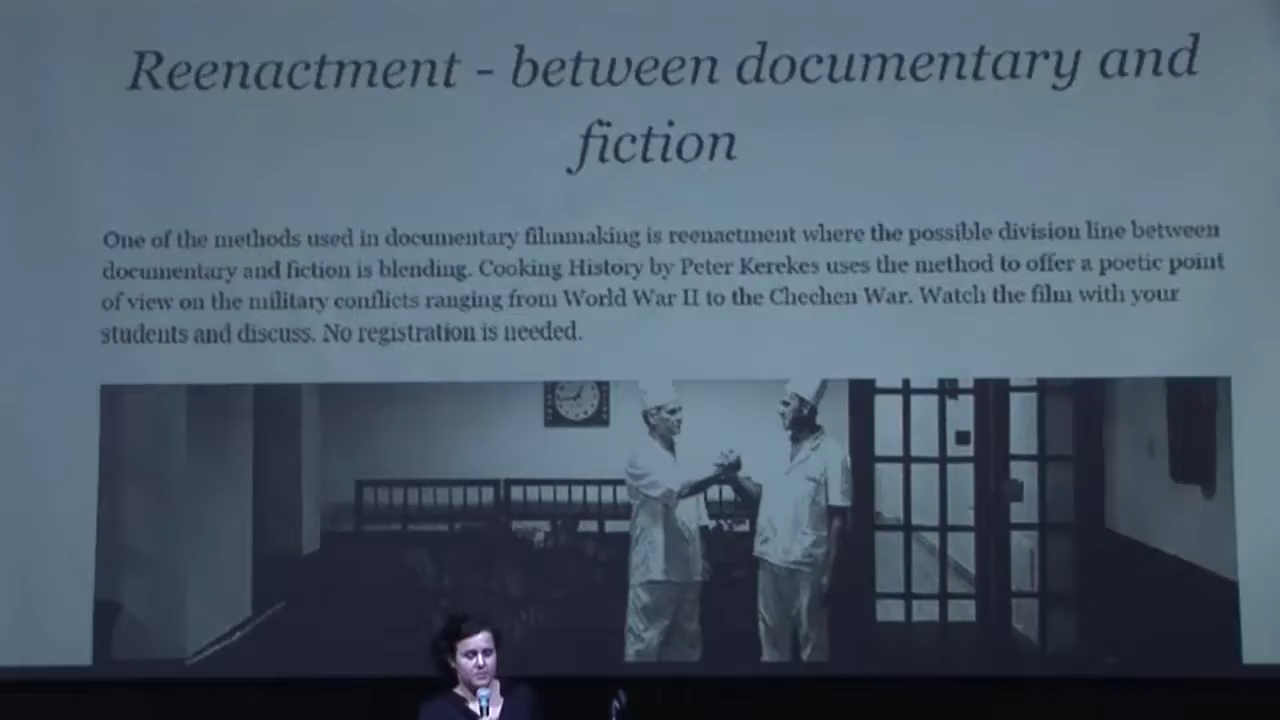 Reenactment - between documentary and
fiction
One of the methods used in documentary filmmaking is reenactment where the possible division line between
documentary and fiction is blending. Cooking History by Peter Kerekes uses the method to offer a poetic point
of view on the military conflicts ranging from World War II to the Chechen War. Watch the film with your
students and discuss. No registration is needed.